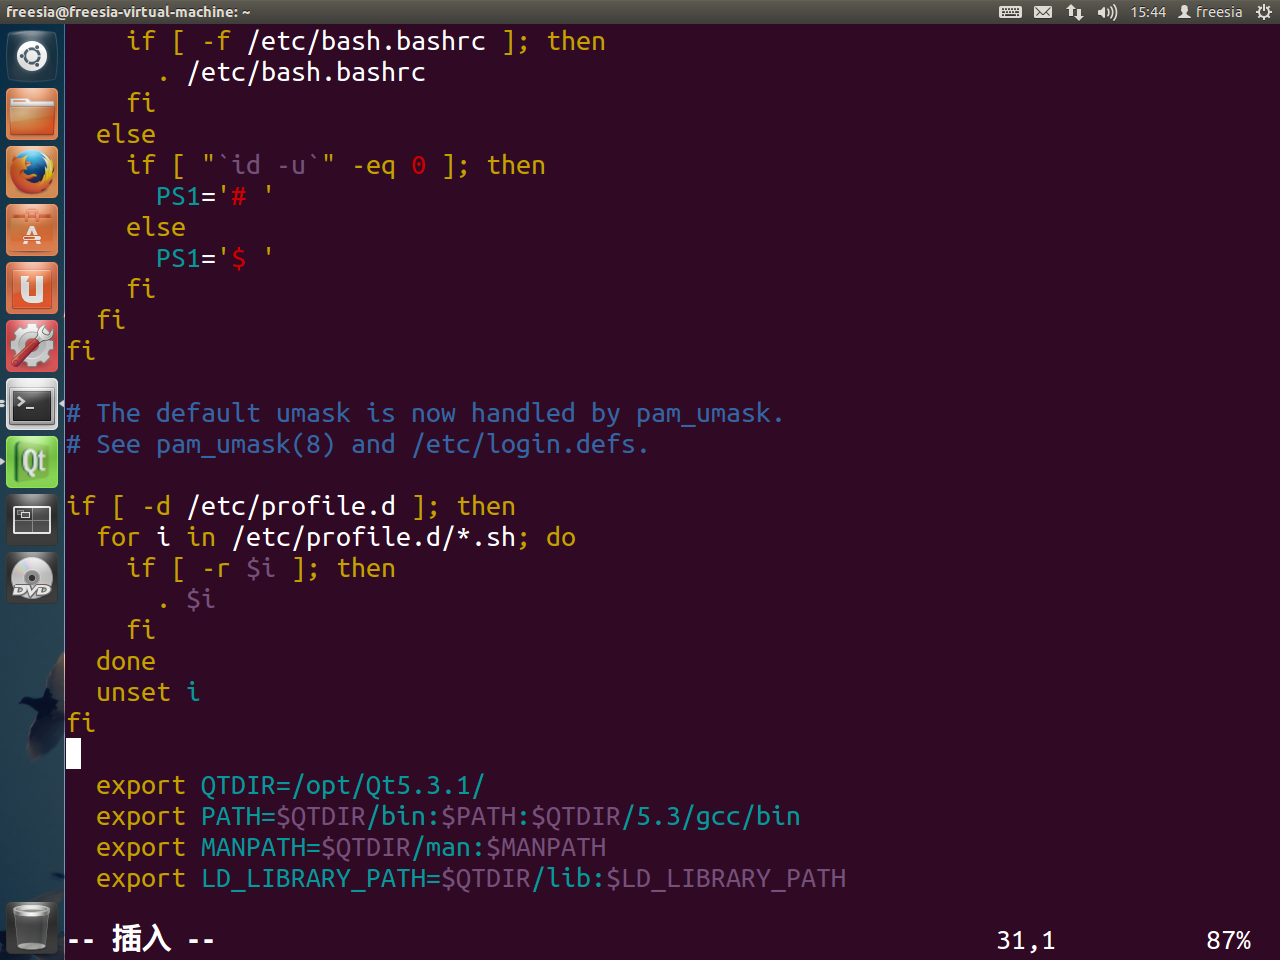 freesia@freesia-virtual-machine: ~
15:44 freesia
if [ -f /etc/bash.bashrc ]; then
. /etc/bash.bashrc
fi
else
if [ "`id -u`" -eq 0 ]; then
PS1='# '
else
PS1='$ '
fi
fi
fi
# The default umask is now handled by pam_umask.
# See pam_umask(8) and /etc/login.defs.
if [ -d /etc/profile.d ]; then
for i in /etc/profile.d/*.sh; do
if [ -r $i ]; then
. $i
fi
done
unset i
fi
export QTDIR=/opt/Qt5.3.1/
export PATH=$QTDIR/bin:$PATH:$QTDIR/5.3/gcc/bin
export MANPATH=$QTDIR/man:$MANPATH
export LD_LIBRARY_PATH=$QTDIR/lib:$LD_LIBRARY_PATH
-- 插入 -- 31,1 87%
Qt
DVD